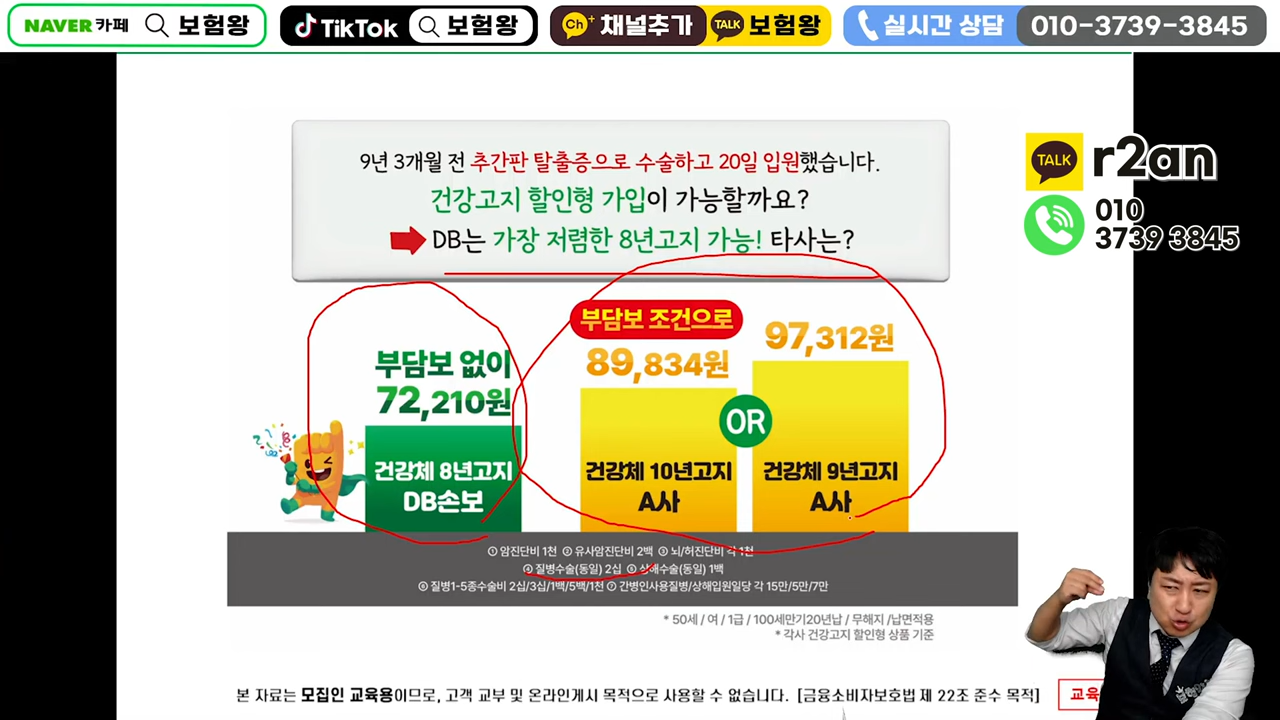 NAVER 카페 보험왕
TikTok 보험왕
Ch+ 채널추가 TALK 보험왕
실시간 상담 010-3739-3845
TALK r2an
010
3739 3845
9년 3개월 전 추간판 탈출증으로 수술하고 20일 입원했습니다.
건강고지 할인형 가입이 가능할까요?
DB는 가장 저렴한 8년고지 가능! 타사는?
부담보 없이
72,210원
건강체 8년고지
DB손보
부담보 조건으로
89,834원
건강체 10년고지
A사
OR
97,312원
건강체 9년고지
A사
① 암진단비 1천 ② 유사암진단비 2백 ③ 뇌/허진단비 각 1천
④ 질병수술(동일) 2십 ⑤ 상해수술(동일) 1백
⑥ 질병1-5종수술비 2십/3십/1백/5백/1천 ⑦ 간병인사용질병/상해입원일당 각 15만/5만/7만
* 50세 / 여 / 1급 / 100세만기20년납 / 무해지 /납면적용
* 각사 건강고지 할인형 상품 기준
본 자료는 모집인 교육용이므로, 고객 교부 및 온라인게시 목적으로 사용할 수 없습니다. [금융소비자보호법 제 22조 준수 목적]